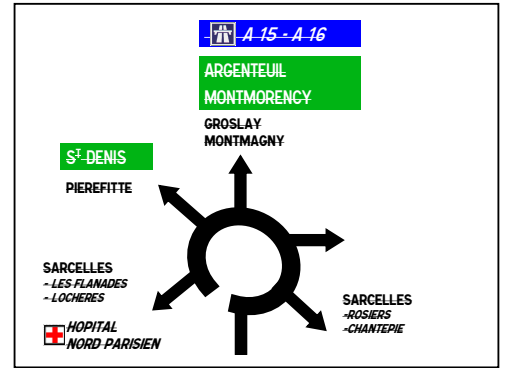 A 15 - A 16
ARGENTEUIL
MONTMORENCY
GROSLAY
MONTMAGNY
ST DENIS
PIEREFITTE
SARCELLES
- LES FLANADES
- LOCHERES
HOPITAL
NORD PARISIEN
SARCELLES
-ROSIERS
-CHANTEPIE